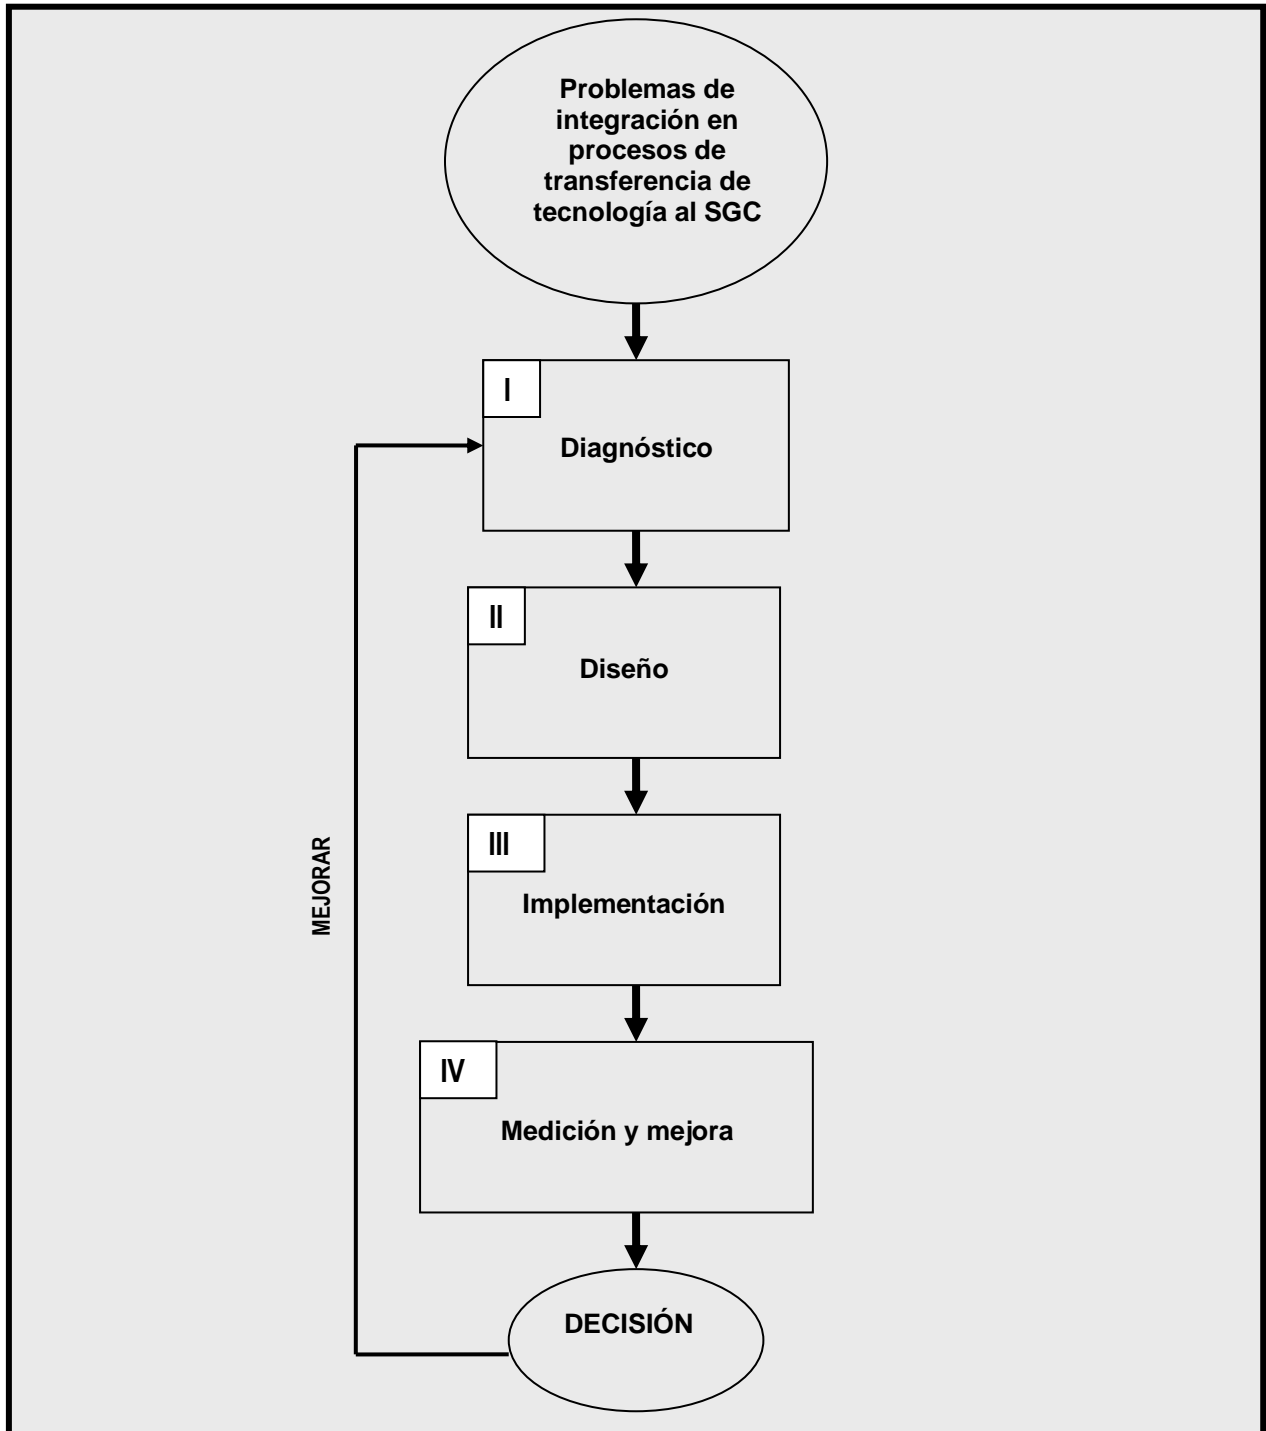 Problemas de
integración en
procesos de
transferencia de
tecnología al SGC
I
Diagnóstico
II
Diseño
III
Implementación
MEJORAR
IV
Medición y mejora
DECISIÓN